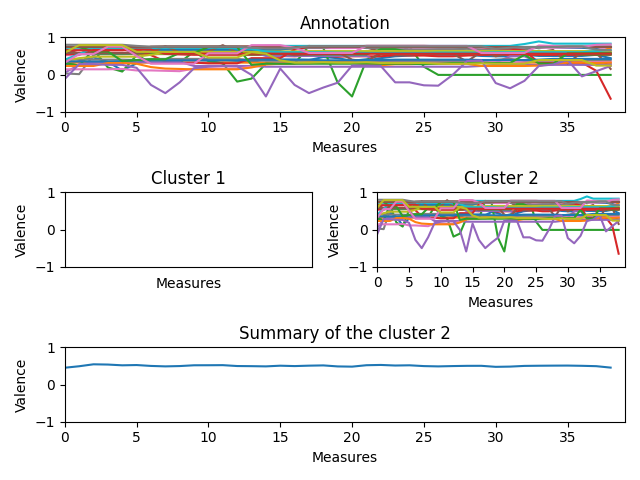 Annotation
1
0
−1
Valence
0 5 10 15 20 25 30 35
Measures
Cluster 1
1
0
−1
Valence
Measures
Cluster 2
1
0
−1
Valence
0 5 10 15 20 25 30 35
Measures
Summary of the cluster 2
1
0
−1
Valence
0 5 10 15 20 25 30 35
Measures